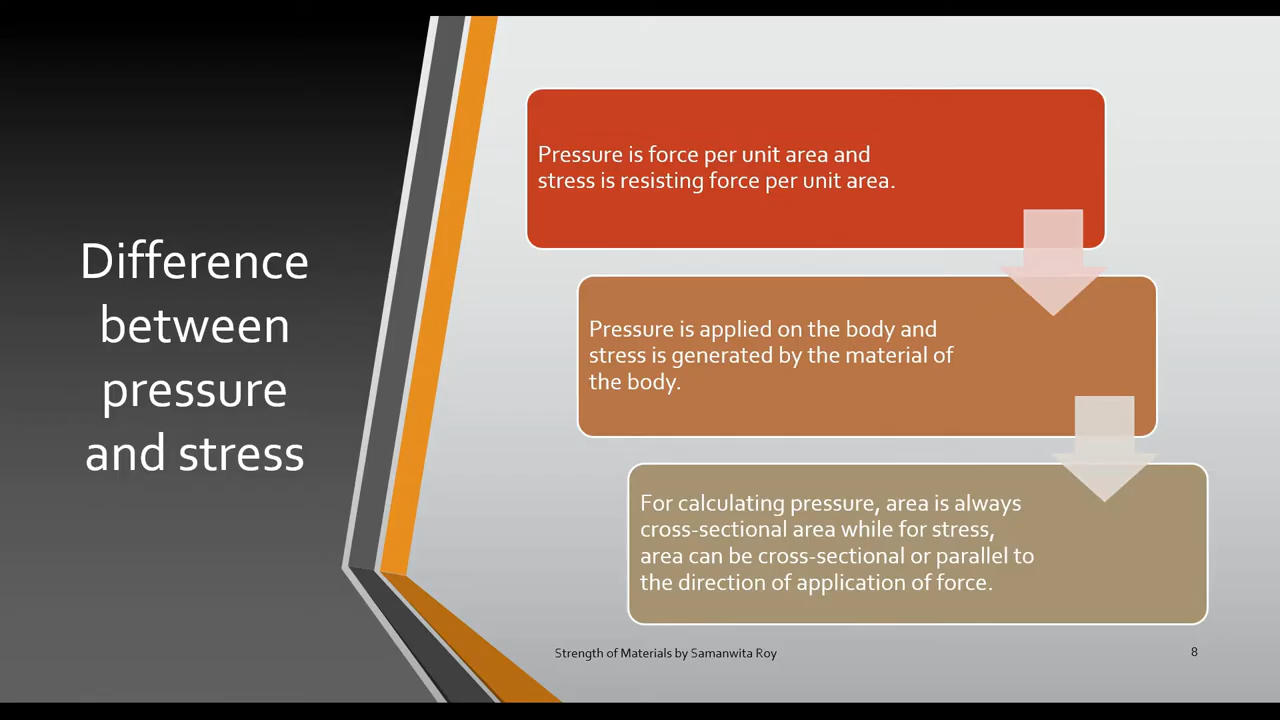 Difference
between
pressure
and stress
Pressure is force per unit area and
stress is resisting force per unit area.
Pressure is applied on the body and
stress is generated by the material of
the body.
For calculating pressure, area is always
cross-sectional area while for stress,
area can be cross-sectional or parallel to
the direction of application of force.
Strength of Materials by Samanwita Roy
8